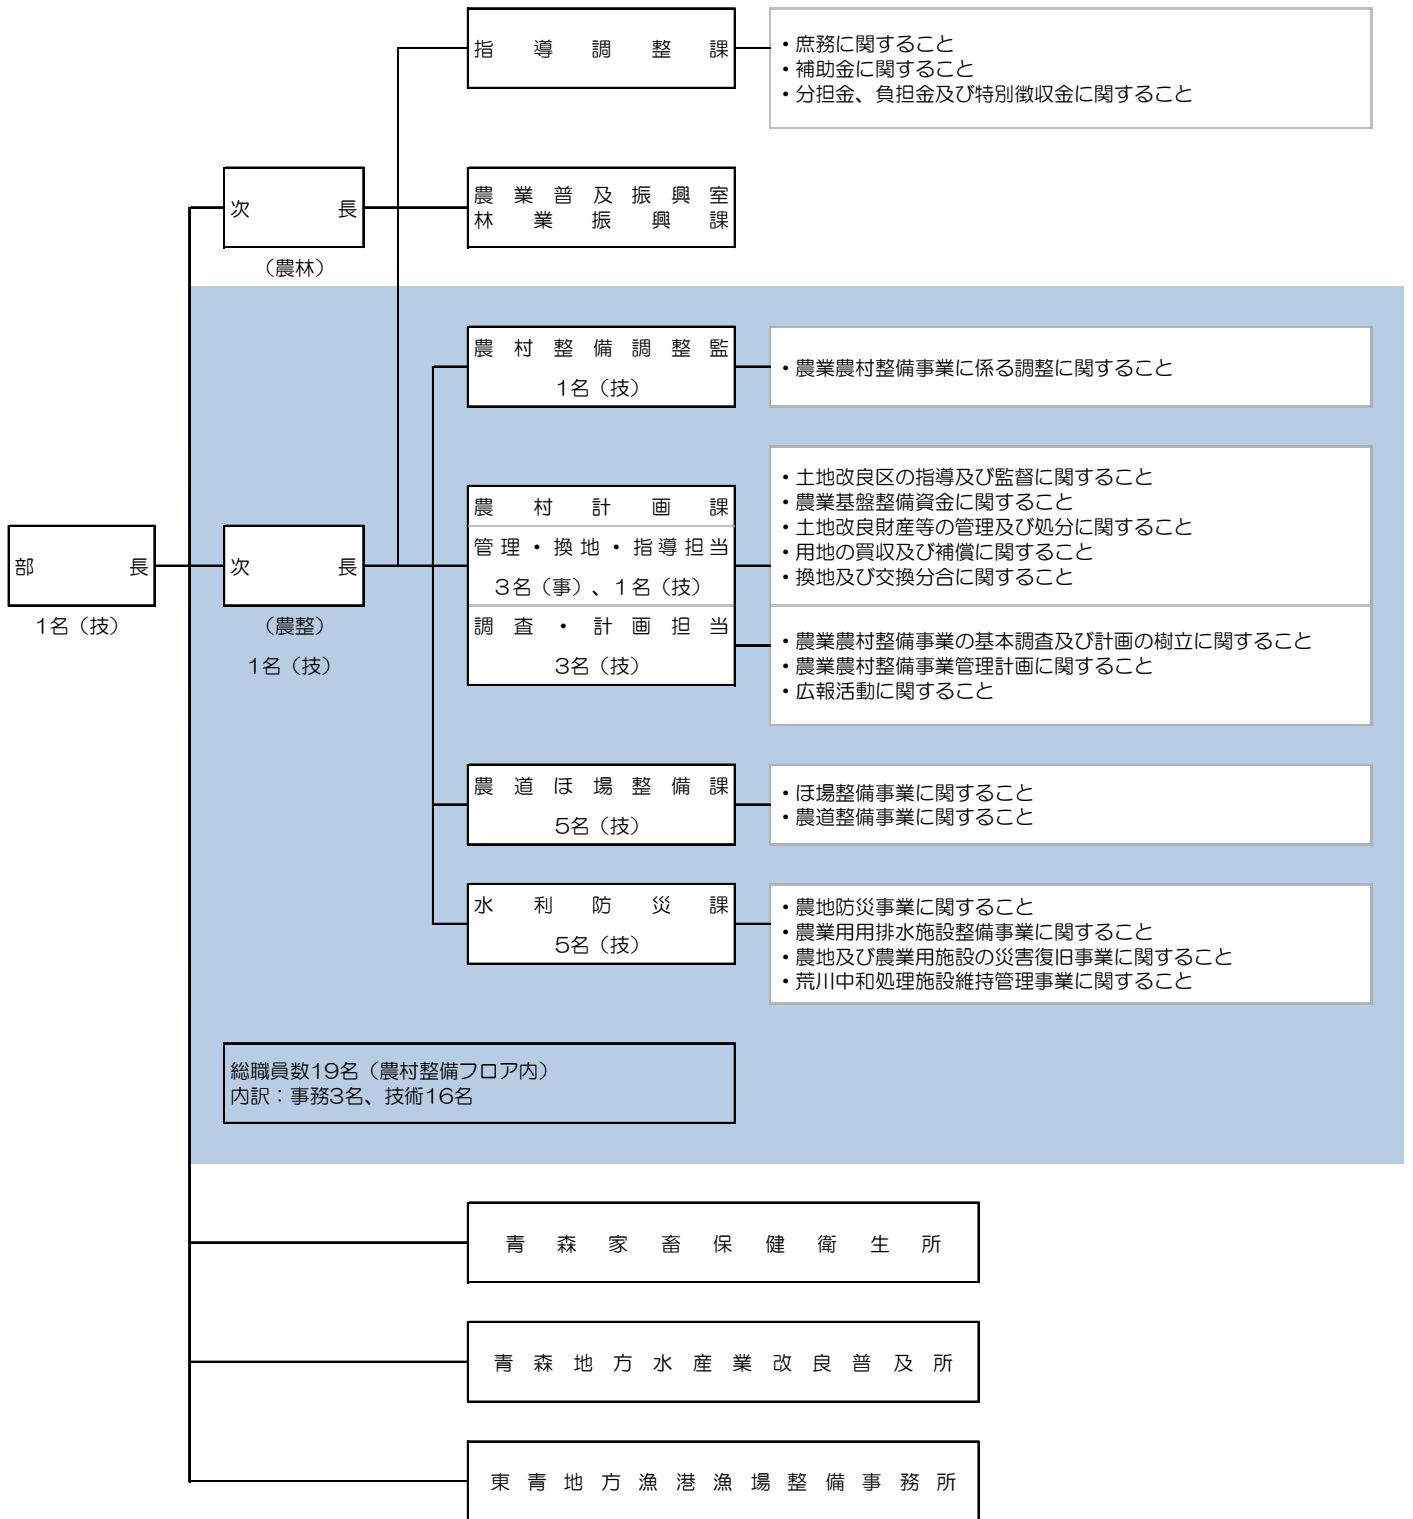 指導調整課
・庶務に関すること
・補助金に関すること
・分担金、負担金及び特別徴収金に関すること
次長
（農林）
農業普及振興室
林業振興課
農村整備調整監
1名（技）
・農業農村整備事業に係る調整に関すること
部長
1名（技）
次長
（農整）
1名（技）
農村計画課
管理・換地・指導担当
3名（事）、1名（技）
・土地改良区の指導及び監督に関すること
・農業基盤整備資金に関すること
・土地改良財産等の管理及び処分に関すること
・用地の買収及び補償に関すること
・換地及び交換分合に関すること
調査・計画担当
3名（技）
・農業農村整備事業の基本調査及び計画の樹立に関すること
・農業農村整備事業管理計画に関すること
・広報活動に関すること
農道ほ場整備課
5名（技）
・ほ場整備事業に関すること
・農道整備事業に関すること
水利防災課
5名（技）
・農地防災事業に関すること
・農業用用排水施設整備事業に関すること
・農地及び農業用施設の災害復旧事業に関すること
・荒川中和処理施設維持管理事業に関すること
総職員数19名（農村整備フロア内）
内訳：事務3名、技術16名
青森家畜保健衛生所
青森地方水産業改良普及所
東青地方漁港漁場整備事務所